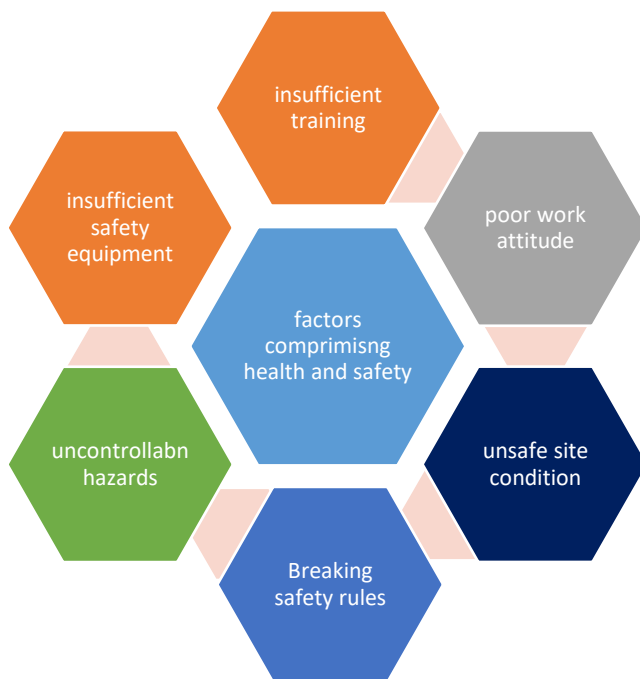 insufficient
training
poor work
attitude
unsafe site
condition
Breaking
safety rules
uncontrollabn
hazards
insufficient
safety
equipment
factors
comprimisng
health and safety